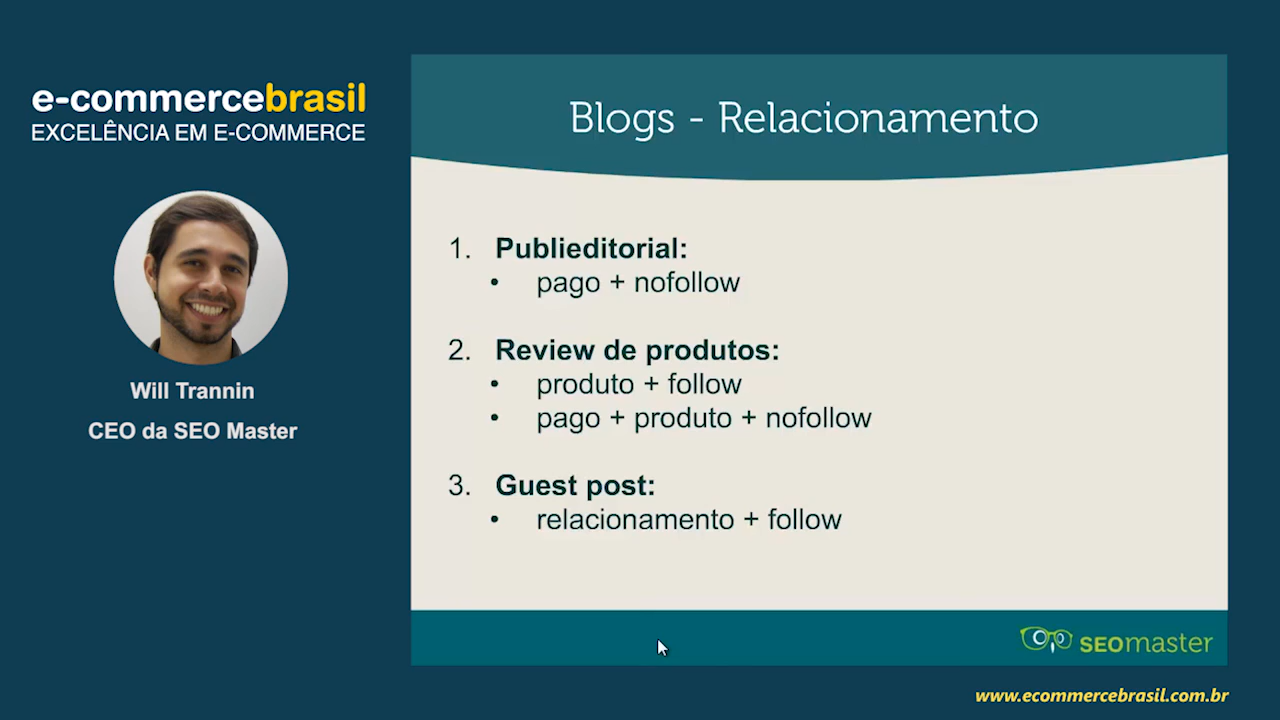 e-commercebrasil
EXCELÊNCIA EM E-COMMERCE
Will Trannin
CEO da SEO Master
Blogs - Relacionamento
1. Publieditorial:
• pago + nofollow
2. Review de produtos:
• produto + follow
• pago + produto + nofollow
3. Guest post:
• relacionamento + follow
SEOmaster
www.ecommercebrasil.com.br